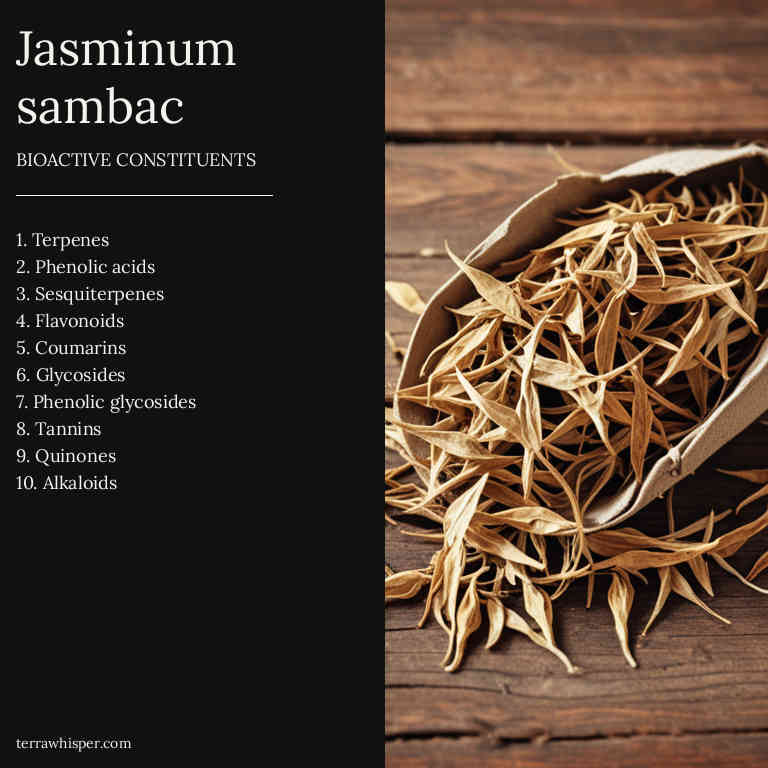 Jasminum
sambac
BIOACTIVE CONSTITUENTS
1. Terpenes
2. Phenolic acids
3. Sesquiterpenes
4. Flavonoids
5. Coumarins
6. Glycosides
7. Phenolic glycosides
8. Tannins
9. Quinones
10. Alkaloids
terrawhisper.com